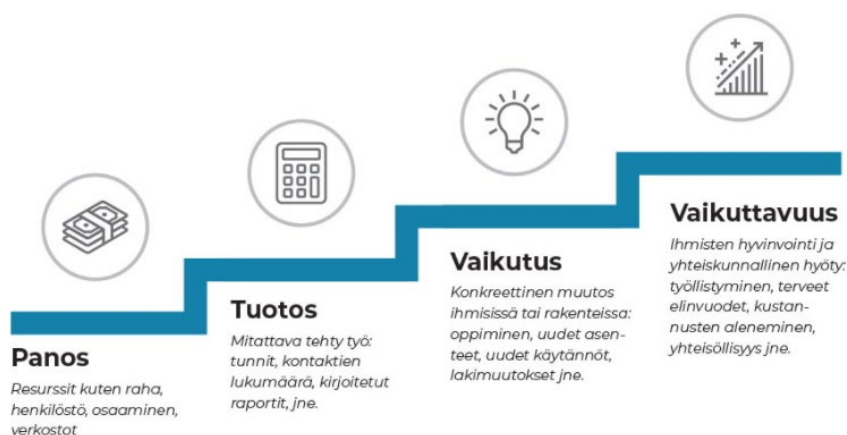 Panos
Resurssit kuten raha,
henkilöstö, osaaminen,
verkostot
Tuotos
Mitattava tehty työ:
tunnit, kontaktien
lukumäärä, kirjoitetut
raportit, jne.
Vaikutus
Konkreettinen muutos
ihmisissä tai rakenteissa:
oppiminen, uudet asen-
teet, uudet käytännöt,
lakimuutokset jne.
Vaikuttavuus
Ihmisten hyvinvointi ja
yhteiskunnallinen hyöty:
työllistyminen, terveet
elinvuodet, kustan-
nusten aleneminen,
yhteisöllisyys jne.